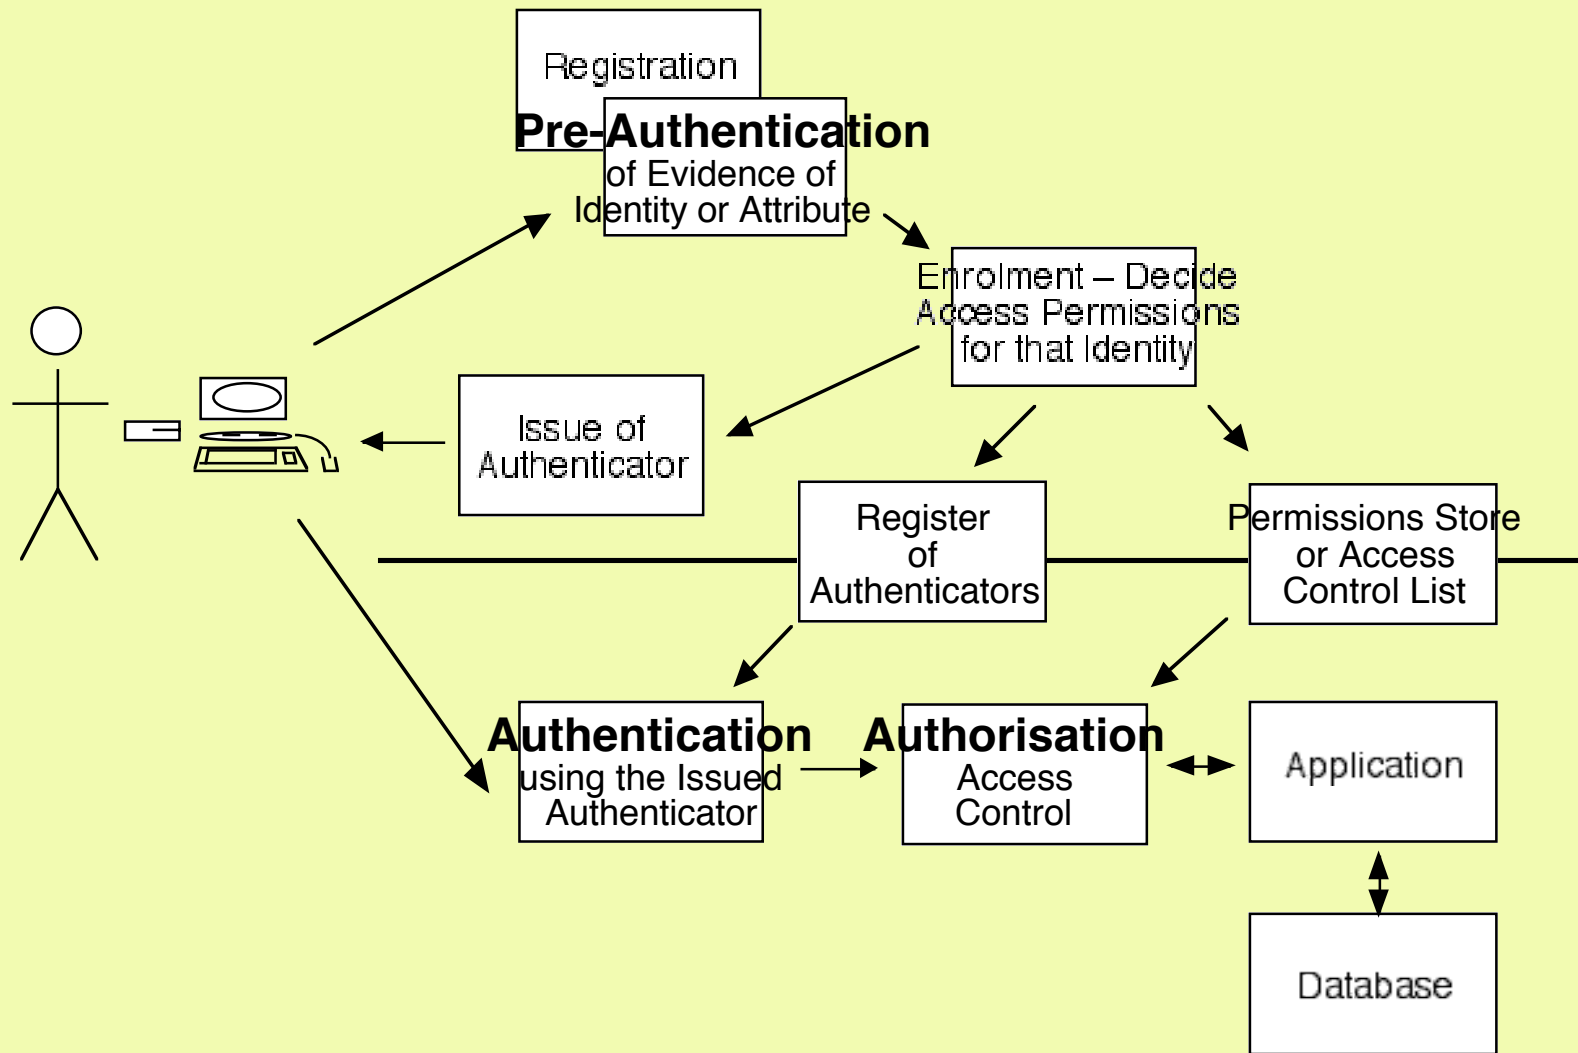 Registration
Pre-Authentication
of Evidence of
Identity or Attribute
Enrolment – Decide
Access Permissions
for that Identity
Issue of
Authenticator
Register
of
Authenticators
Permissions Store
or Access
Control List
Authentication
using the Issued
Authenticator
Authorisation
Access
Control
Application
Database